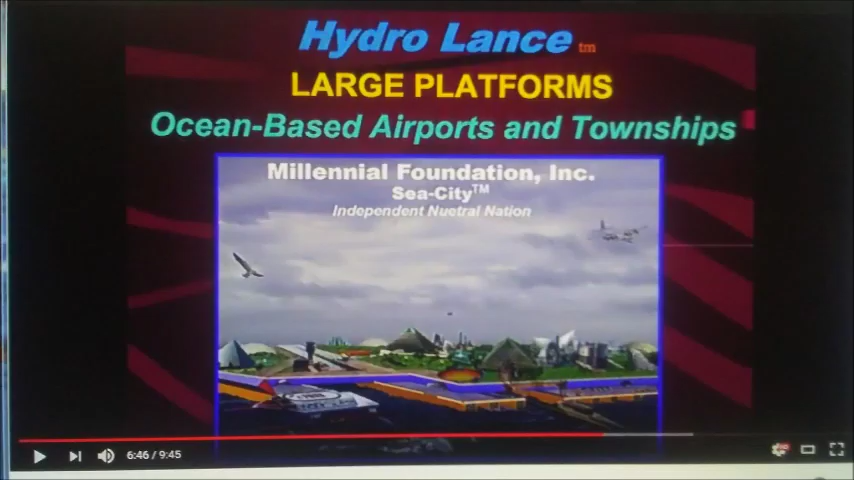 Hydro Lance tm
LARGE PLATFORMS
Ocean-Based Airports and Townships
Millennial Foundation, Inc.
Sea-City™
Independent Nuetral Nation
6:46 / 9:45